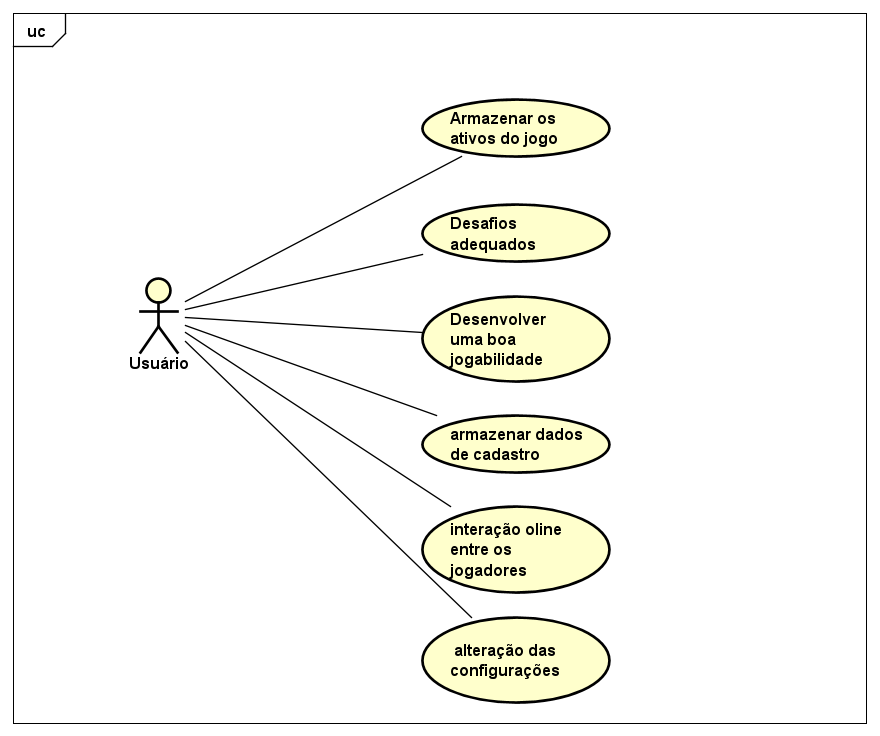 uc
Armazenar os
ativos do jogo
Desafios
adequados
Desenvolver
uma boa
jogabilidade
Usuário
armazenar dados
de cadastro
interação oline
entre os
jogadores
alteração das
configurações